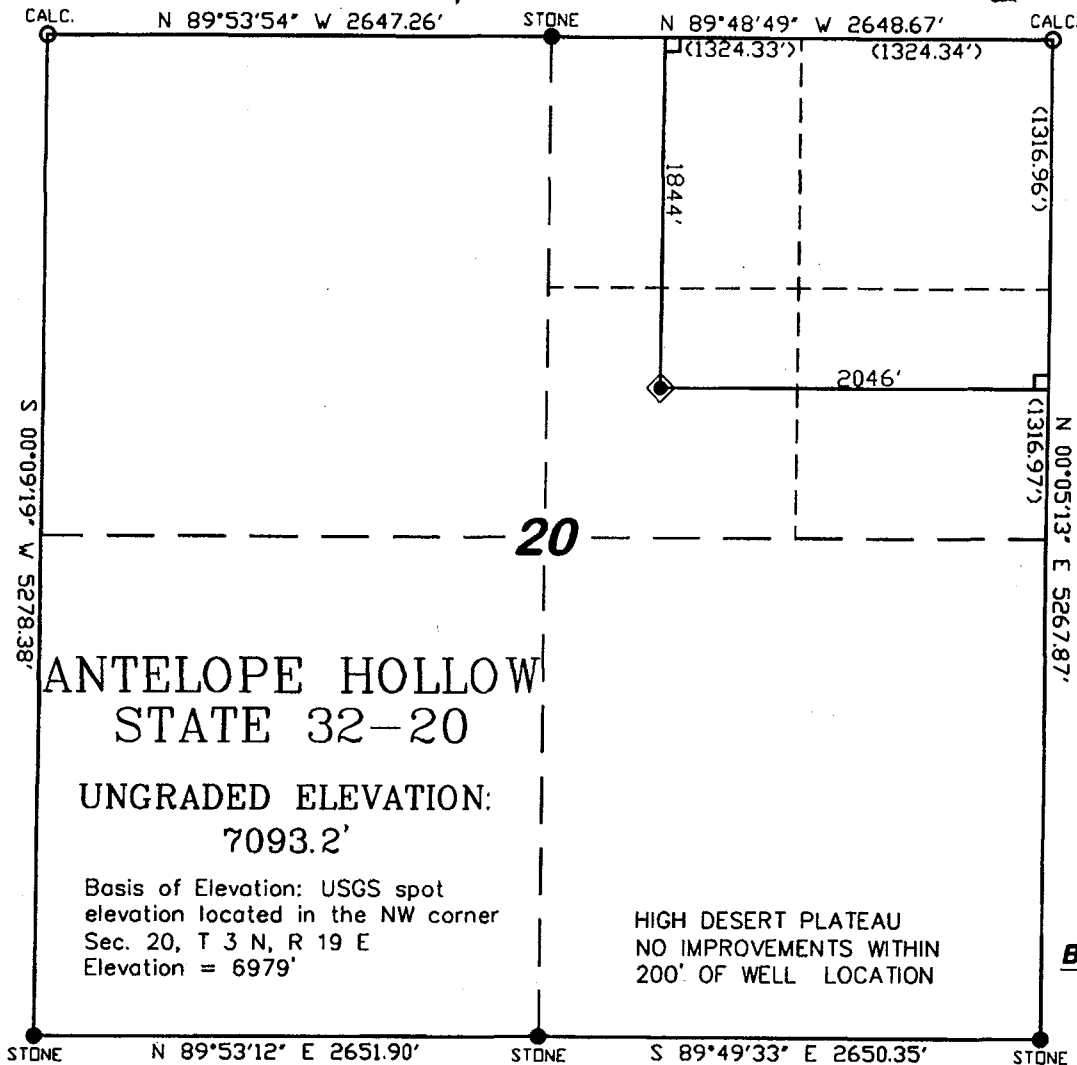 CALC.
N 89°53'54" W 2647.26'
STONE
N 89°48'49" W 2648.67'
CALC.
(1324.33')
(1324.34')
(1316.96')
1844'
2046'
(1316.97')
S 00°09'19" W 5278.38'
N 00°05'13" E 5267.87'
20
ANTELOPE HOLLOW
STATE 32-20
UNGRADED ELEVATION:
7093.2'
Basis of Elevation: USGS spot
elevation located in the NW corner
Sec. 20, T 3 N, R 19 E
Elevation = 6979'
HIGH DESERT PLATEAU
NO IMPROVEMENTS WITHIN
200' OF WELL LOCATION
B
STONE
N 89°53'12" E 2651.90'
STONE
S 89°49'33" E 2650.35'
STONE